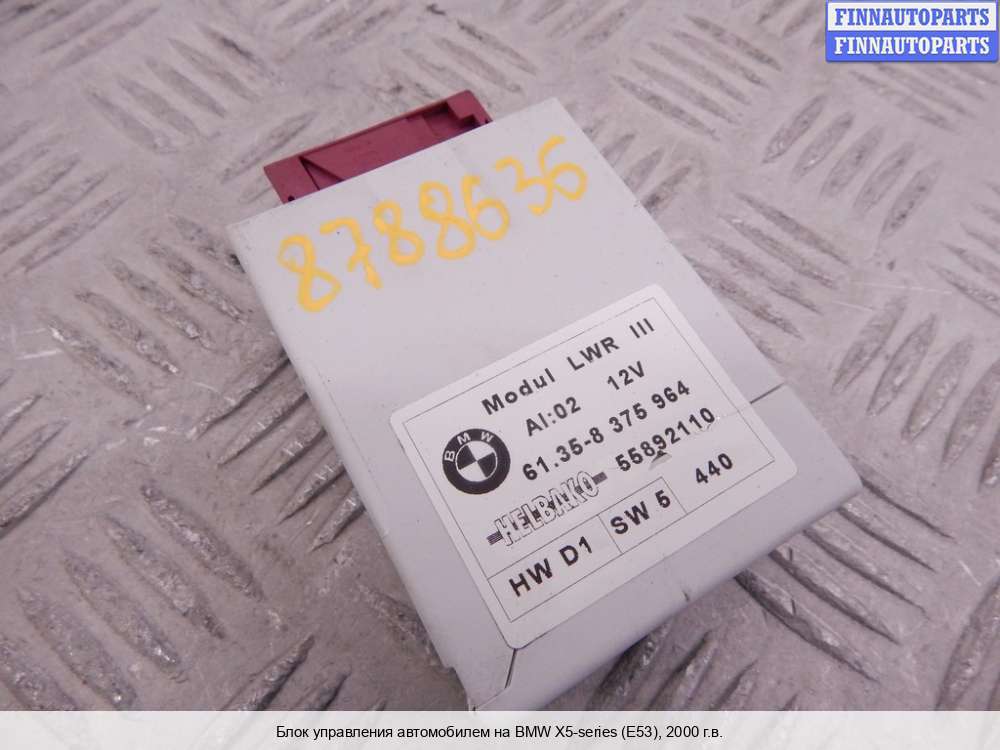 FINNAUTOPARTS
FINNAUTOPARTS
8788636
Modul LWR III
AI:02 12V
BMW
61.35-8 375 964
HELBAKO 55892110
HW D1 SW 5 440
Блок управления автомобилем на BMW X5-series (E53), 2000 г.в.